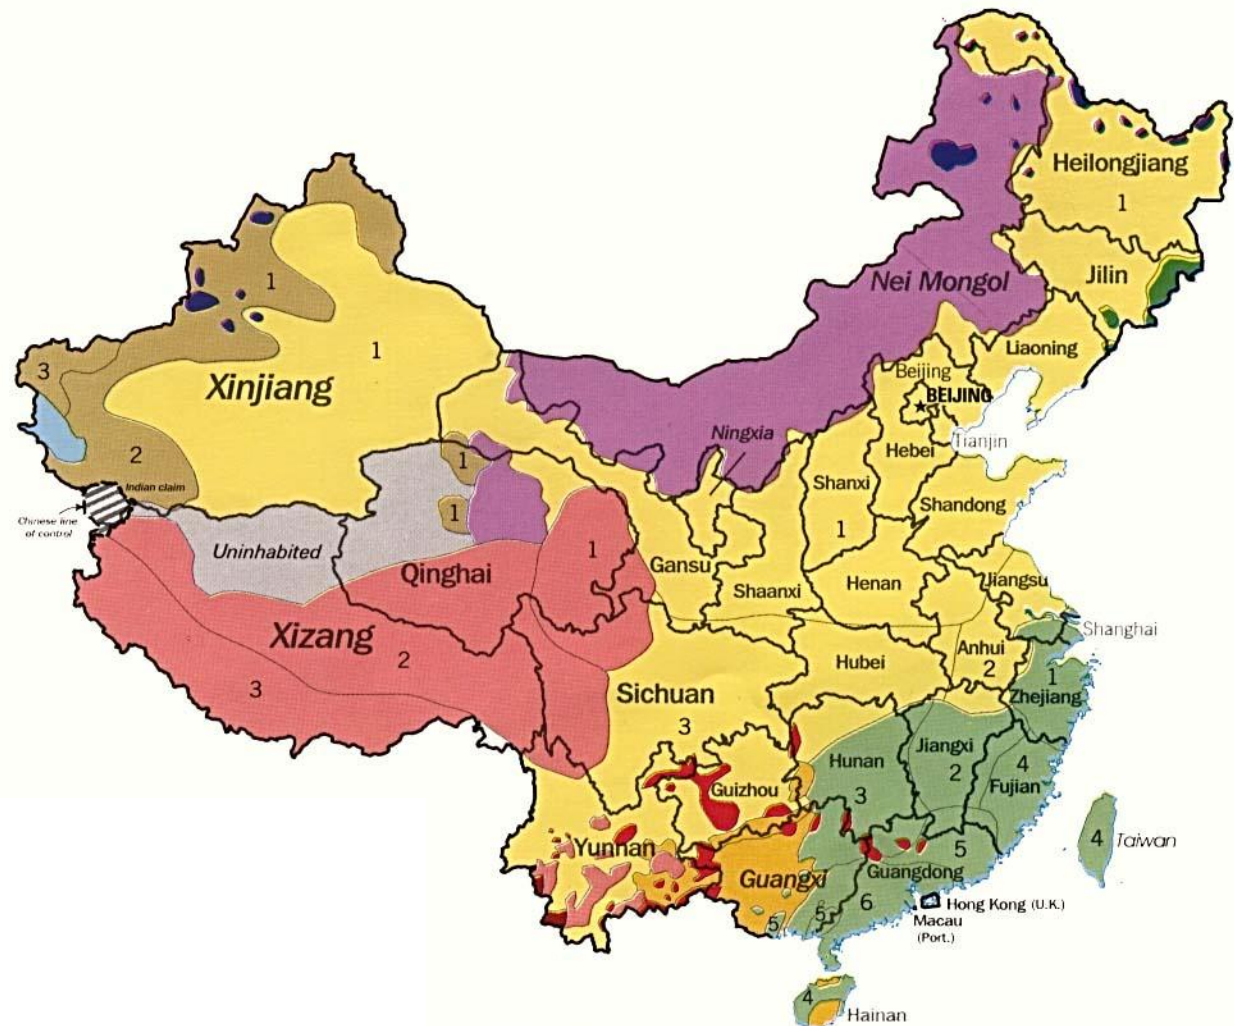 Heilongjiang
1
Jilin
Nei Mongol
1
Liaoning
1
3
Xinjiang
Beijing
BEIJING
Ningxia
Tianjin
Hebei
2
1
Indian claim
Shanxi
Shandong
Chinese line
of control
1
1
1
Uninhabited
Gansu
Qinghai
Henan
Jiangsu
Shaanxi
Xizang
Shanghai
2
Anhui
Hubei
2
3
Sichuan
1
Zhejiang
3
Jiangxi
Hunan
2
4
Fujian
Guizhou
3
Yunnan
4
Taiwan
5
Guangxi
Guangdong
6
5
5
Hong Kong (U.K.)
Macau
(Port.)
4
Hainan